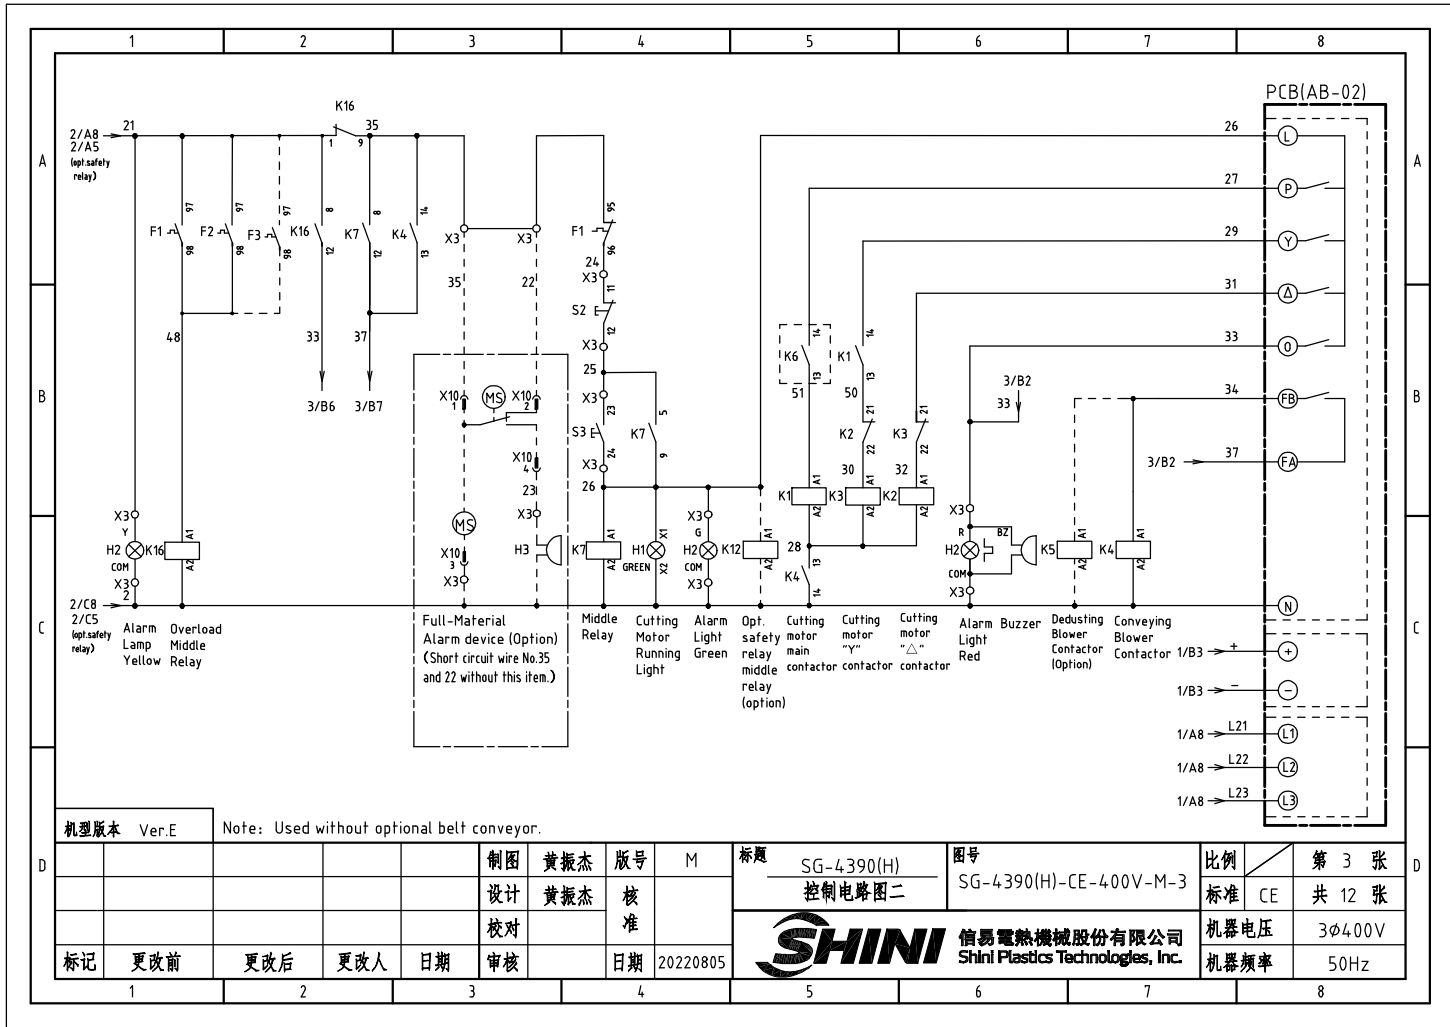 1 2 3 4 5 6 7 8
A
B
C
D
A
B
C
D
PCB(AB-02)
2/A8
2/A5
(opt.safety
relay)
21
K16
1 9
35
26 L
27 P
29 Y
31 Δ
33 O
34 FB
3/B2 37 FA
F1 97 98
F2 97 98
F3 97 98
K16 8 12
K7 8 12
K4 14 13
X3 X3
F1 95 96
24
X3
S2 11 12
X3
25
X3
S3 23 24
X3
26
K7 5 9
48 33 37 35 22
3/B6 3/B7
X10 1
MS
X10 2
X10 4
23
X3
MS
X10 3
X3
H3
K6 14 13
51
K1 14 13
50
K2 21 22
30
K3 21 22
32
K1 A1 A2
K3 A1 A2
K2 A1 A2
28
K4 13 14
3/B2
33
X3
Y
H2
COM
X3
2
K16 A1 A2
K7 A1 A2
H1 X1 X2
GREEN
X3
G
H2
COM
X3
K12 A1 A2
X3
R
H2
COM
X3
BZ
K5 A1 A2
K4 A1 A2
N
2/C8
2/C5
(opt.safety
relay)
Alarm
Lamp
Yellow
Overload
Middle
Relay
Full-Material
Alarm device (Option)
(Short circuit wire No.35
and 22 without this item.)
Middle
Relay
Cutting
Motor
Running
Light
Alarm
Light
Green
Opt.
safety
relay
middle
relay
(option)
Cutting
motor
main
contactor
Cutting
motor
"Y"
contactor
Cutting
motor
"△"
contactor
Alarm
Light
Red
Buzzer
Dedusting
Blower
Contactor
(Option)
Conveying
Blower
Contactor
1/B3 + +
1/B3 − −
1/A8 L21 L1
1/A8 L22 L2
1/A8 L23 L3
机型版本 Ver.E
Note: Used without optional belt conveyor.
制图 黄振杰 版号 M
设计 黄振杰 核准
校对
标记 更改前 更改后 更改人 日期 审核 日期 20220805
标题
SG-4390(H)
控制电路图二
图号
SG-4390(H)-CE-400V-M-3
比例 第 3 张
标准 CE 共 12 张
机器电压 3Φ400V
机器频率 50Hz
SHINI
信易電熱機械股份有限公司
Shini Plastics Technologies, Inc.
1 2 3 4 5 6 7 8